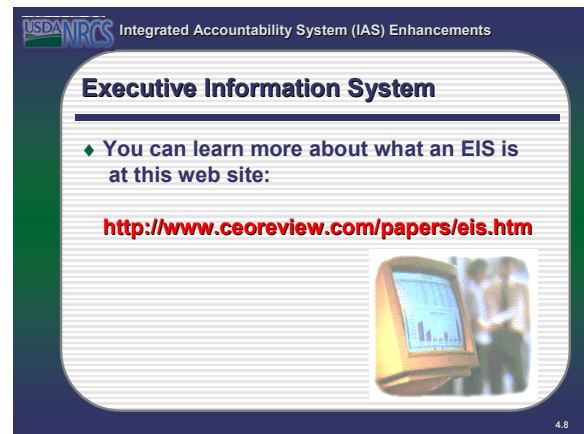 USDA NRCS Integrated Accountability System (IAS) Enhancements
Executive Information System
♦ You can learn more about what an EIS is
at this web site:
http://www.ceoreview.com/papers/eis.htm
4.8